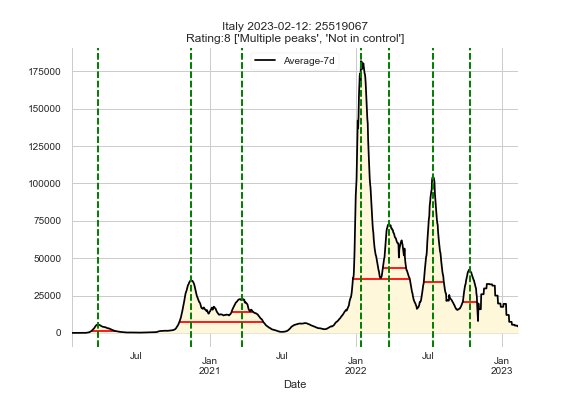 Italy 2023-02-12: 25519067
Rating:8 ['Multiple peaks', 'Not in control']
Average-7d
175000
150000
125000
100000
75000
50000
25000
0
Jul
Jan
2021
Jul
Jan
2022
Jul
Jan
2023
Date